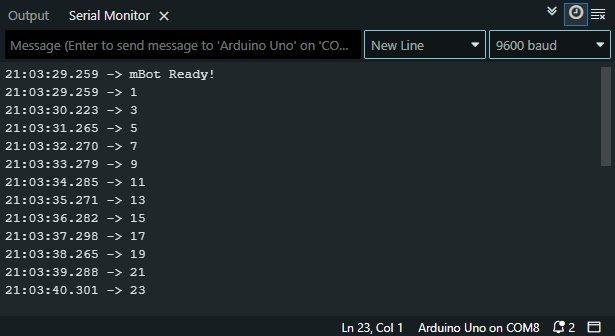 Output Serial Monitor
Message (Enter to send message to 'Arduino Uno' on 'CO... New Line 9600 baud
21:03:29.259 -> mBot Ready!
21:03:29.259 -> 1
21:03:30.223 -> 3
21:03:31.265 -> 5
21:03:32.270 -> 7
21:03:33.279 -> 9
21:03:34.285 -> 11
21:03:35.271 -> 13
21:03:36.282 -> 15
21:03:37.298 -> 17
21:03:38.265 -> 19
21:03:39.288 -> 21
21:03:40.301 -> 23
Ln 23, Col 1 Arduino Uno on COM8 2